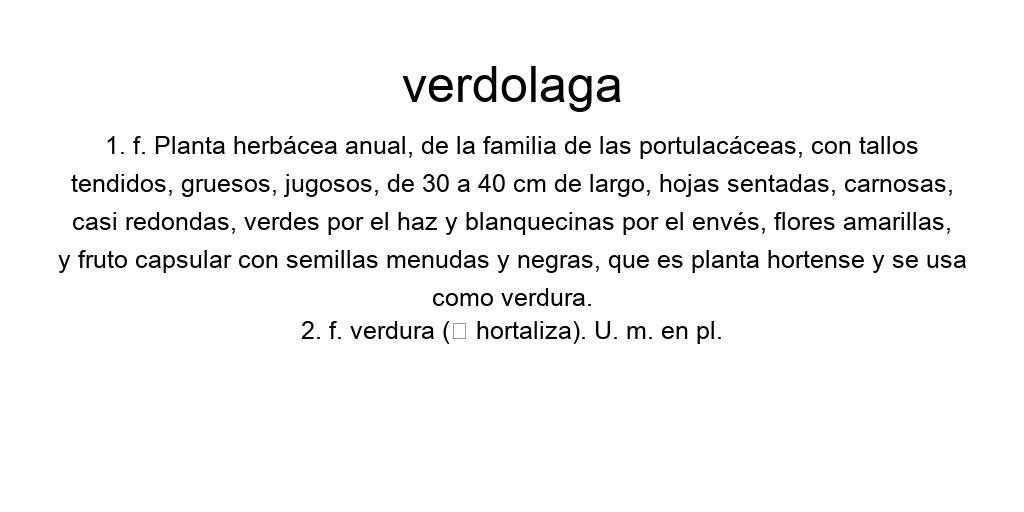 verdolaga
1. f. Planta herbácea anual, de la familia de las portulacáceas, con tallos
tendidos, gruesos, jugosos, de 30 a 40 cm de largo, hojas sentadas, carnosas,
casi redondas, verdes por el haz y blanquecinas por el envés, flores amarillas,
y fruto capsular con semillas menudas y negras, que es planta hortense y se usa
como verdura.
2. f. verdura (□ hortaliza). U. m. en pl.